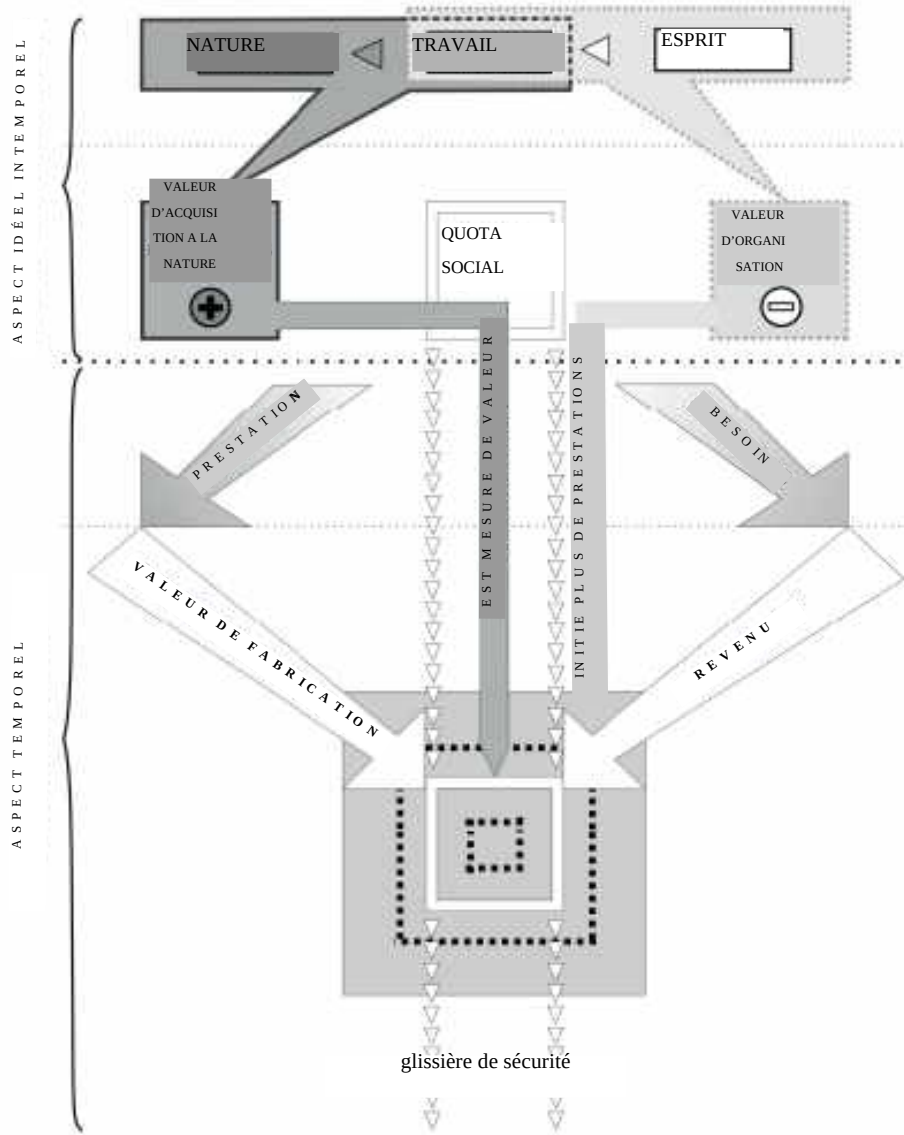 NATURE
TRAVAIL
ESPRIT
ASPECT IDÉEL INTEMPOREL
VALEUR
D’ACQUISI
TION A LA
NATURE
QUOTA
SOCIAL
VALEUR
D’ORGANI
SATION
PRESTATION
EST MESURE DE VALEUR
INITIE PLUS DE PRESTATIONS
BESOIN
ASPECT TEMPOREL
VALEUR DE FABRICATION
REVENU
glissière de sécurité